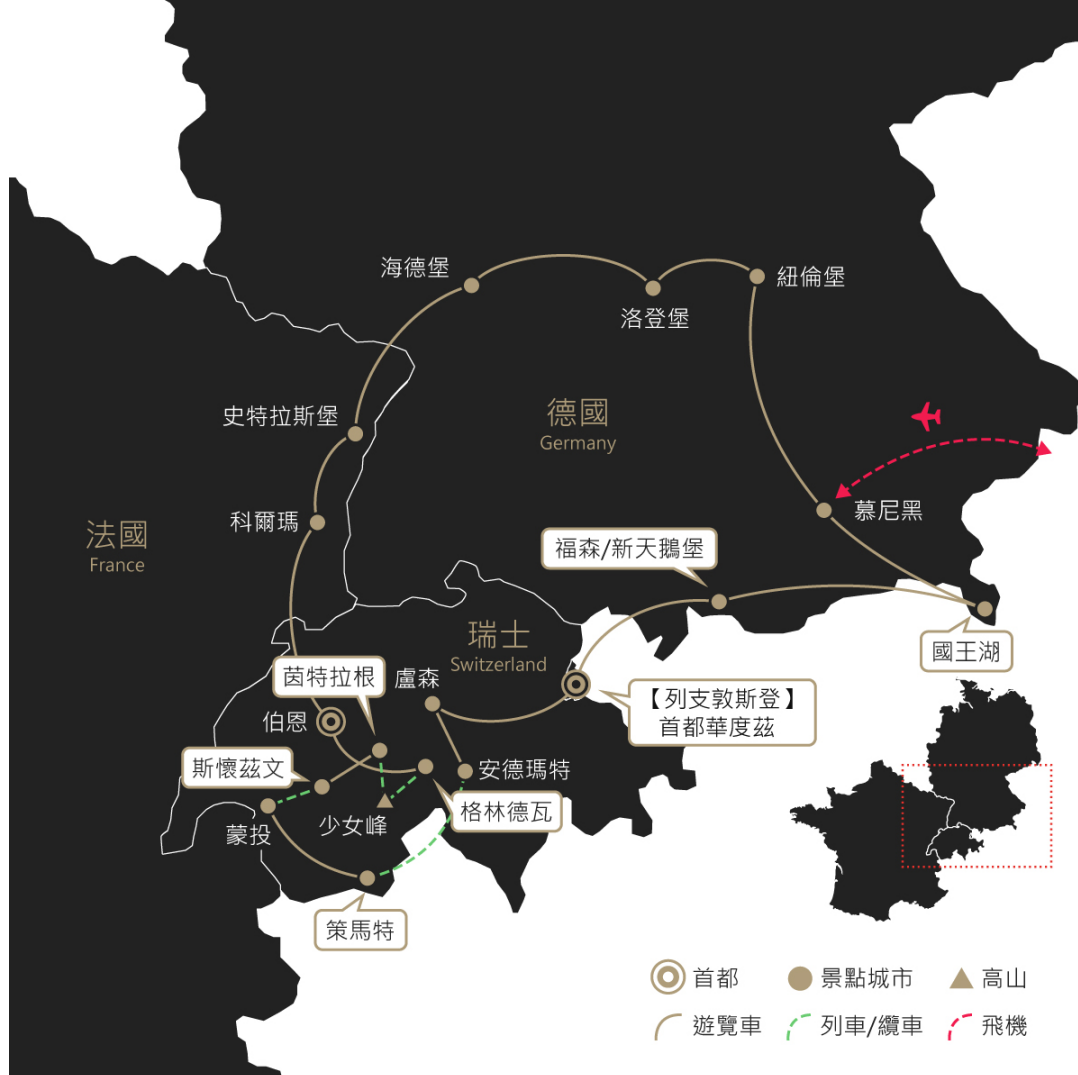 海德堡
紐倫堡
洛登堡
史特拉斯堡
德國
Germany
慕尼黑
科爾瑪
法國
France
福森/新天鵝堡
國王湖
瑞士
Switzerland
茵特拉根
盧森
【列支敦斯登】
首都華度茲
伯恩
斯懷茲文
安德瑪特
格林德瓦
少女峰
蒙投
策馬特
首都
景點城市
高山
遊覽車
列車/纜車
飛機